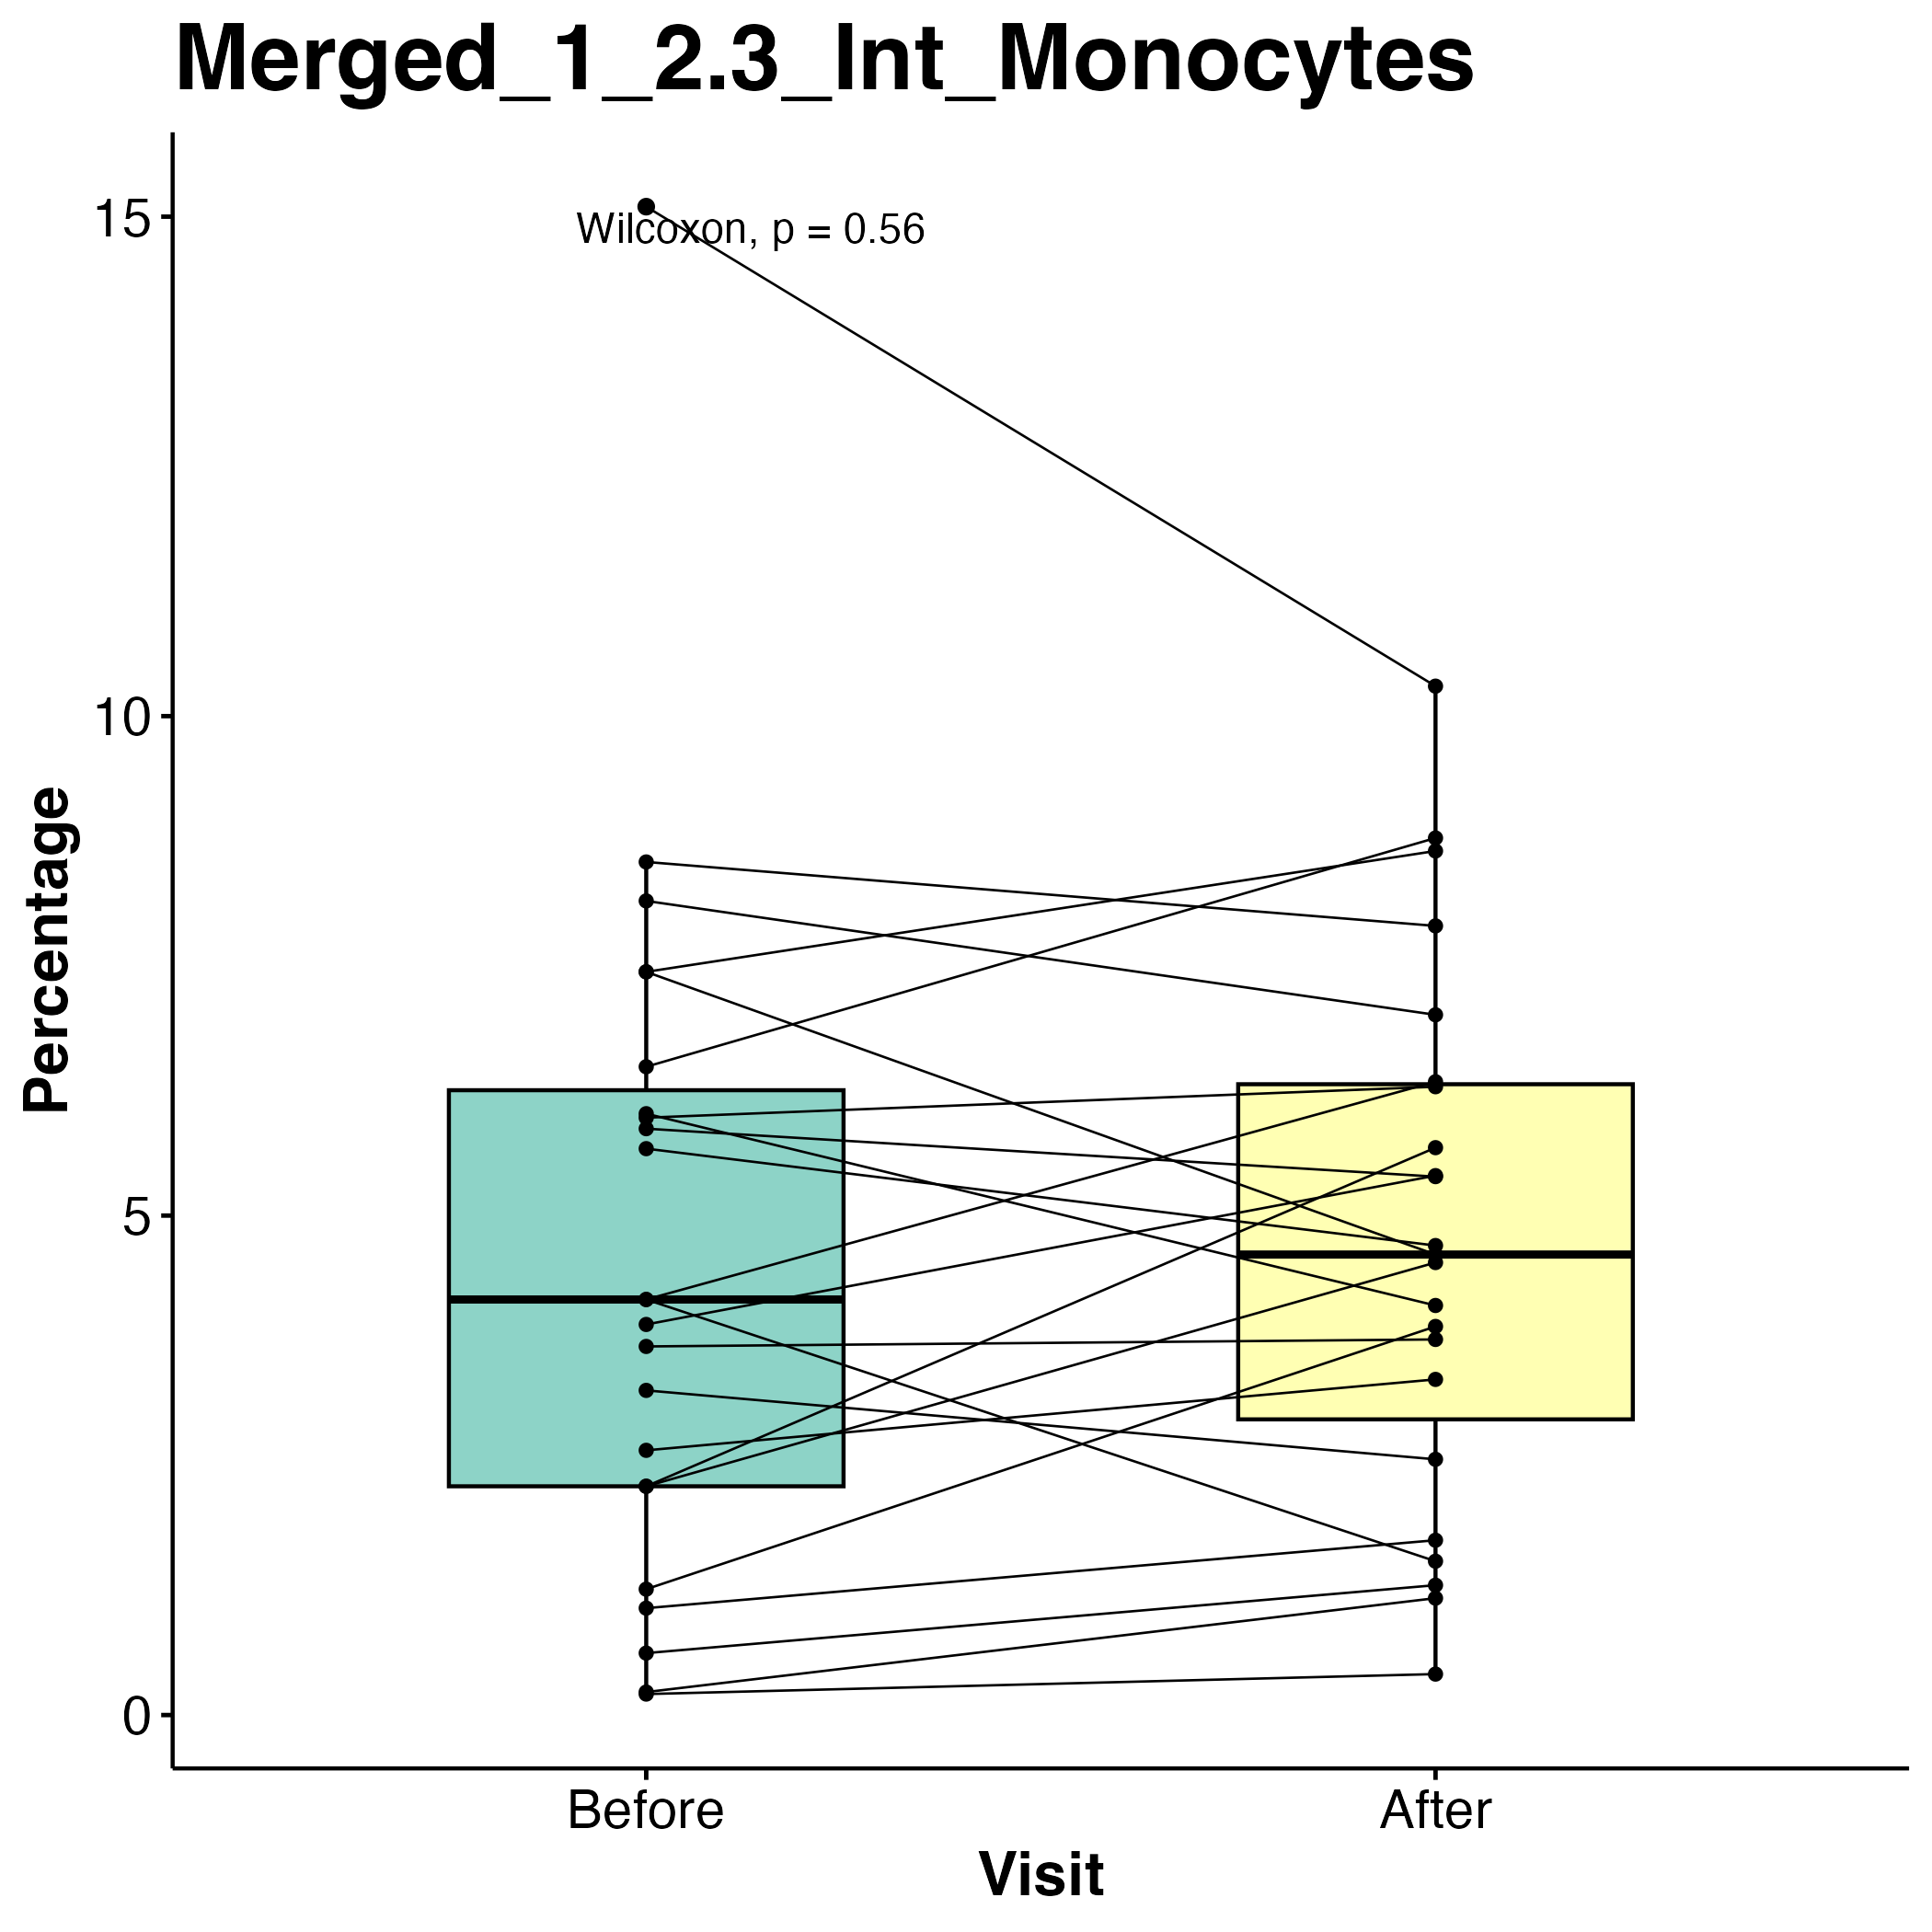 Merged_1_2.3_Int_Monocytes
15
Wilcoxon, p = 0.56
10
Percentage
5
0
Before
After
Visit